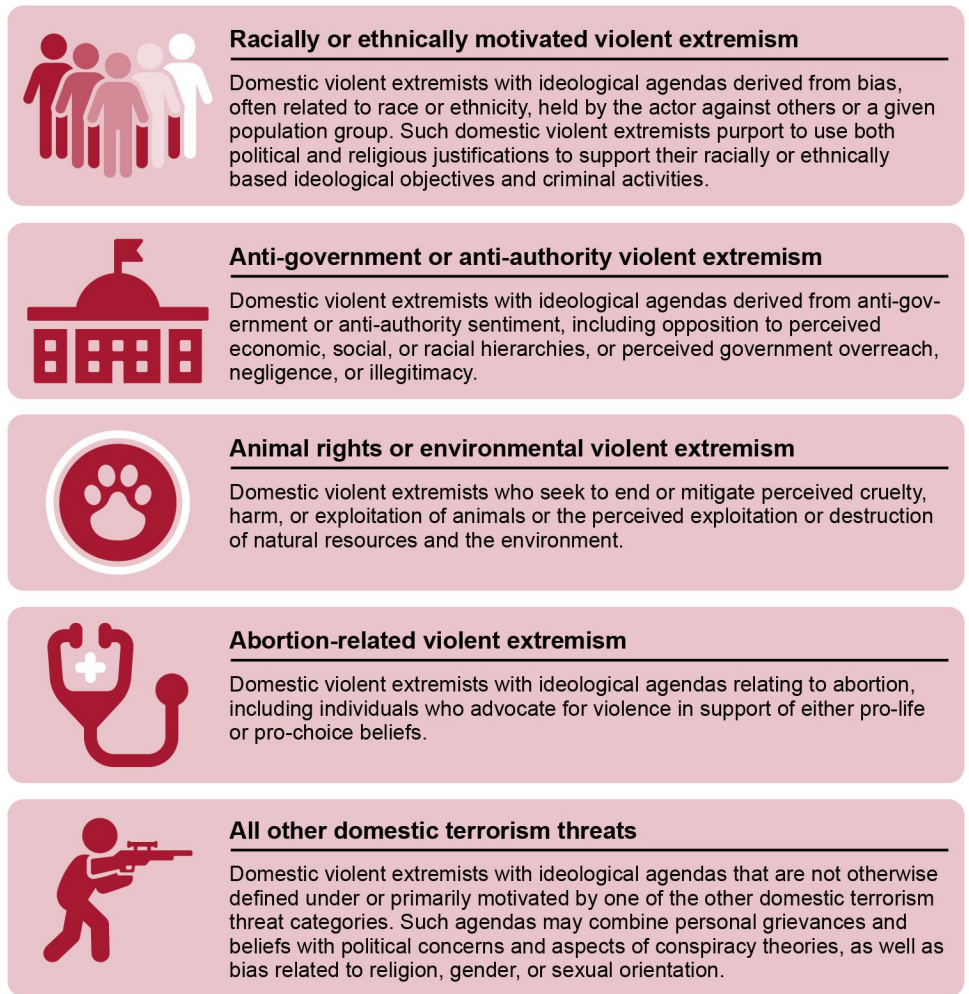 Racially or ethnically motivated violent extremism
Domestic violent extremists with ideological agendas derived from bias,
often related to race or ethnicity, held by the actor against others or a given
population group. Such domestic violent extremists purport to use both
political and religious justifications to support their racially or ethnically
based ideological objectives and criminal activities.
Anti-government or anti-authority violent extremism
Domestic violent extremists with ideological agendas derived from anti-gov-
ernment or anti-authority sentiment, including opposition to perceived
economic, social, or racial hierarchies, or perceived government overreach,
negligence, or illegitimacy.
Animal rights or environmental violent extremism
Domestic violent extremists who seek to end or mitigate perceived cruelty,
harm, or exploitation of animals or the perceived exploitation or destruction
of natural resources and the environment.
Abortion-related violent extremism
Domestic violent extremists with ideological agendas relating to abortion,
including individuals who advocate for violence in support of either pro-life
or pro-choice beliefs.
All other domestic terrorism threats
Domestic violent extremists with ideological agendas that are not otherwise
defined under or primarily motivated by one of the other domestic terrorism
threat categories. Such agendas may combine personal grievances and
beliefs with political concerns and aspects of conspiracy theories, as well as
bias related to religion, gender, or sexual orientation.